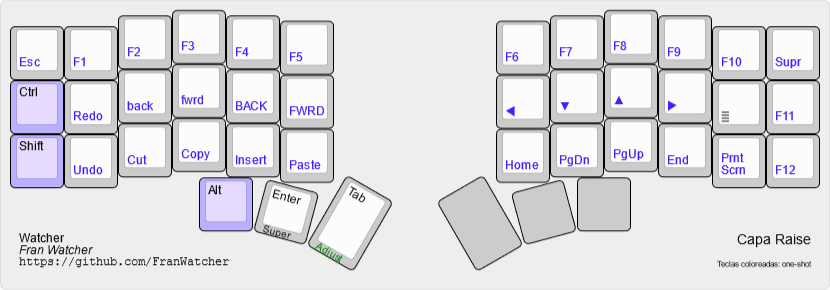 Esc F1 F2 F3 F4 F5 F6 F7 F8 F9 F10 Supr
Ctrl Redo back fwrd BACK FWRD ◀ ▼ ▲ ▶ ≣ F11
Shift Undo Cut Copy Insert Paste Home PgDn PgUp End Prnt Scrn F12
Alt Enter Super Tab Adjust
Watcher
Fran Watcher
https://github.com/FranWatcher
Capa Raise
Teclas coloreadas: one-shot